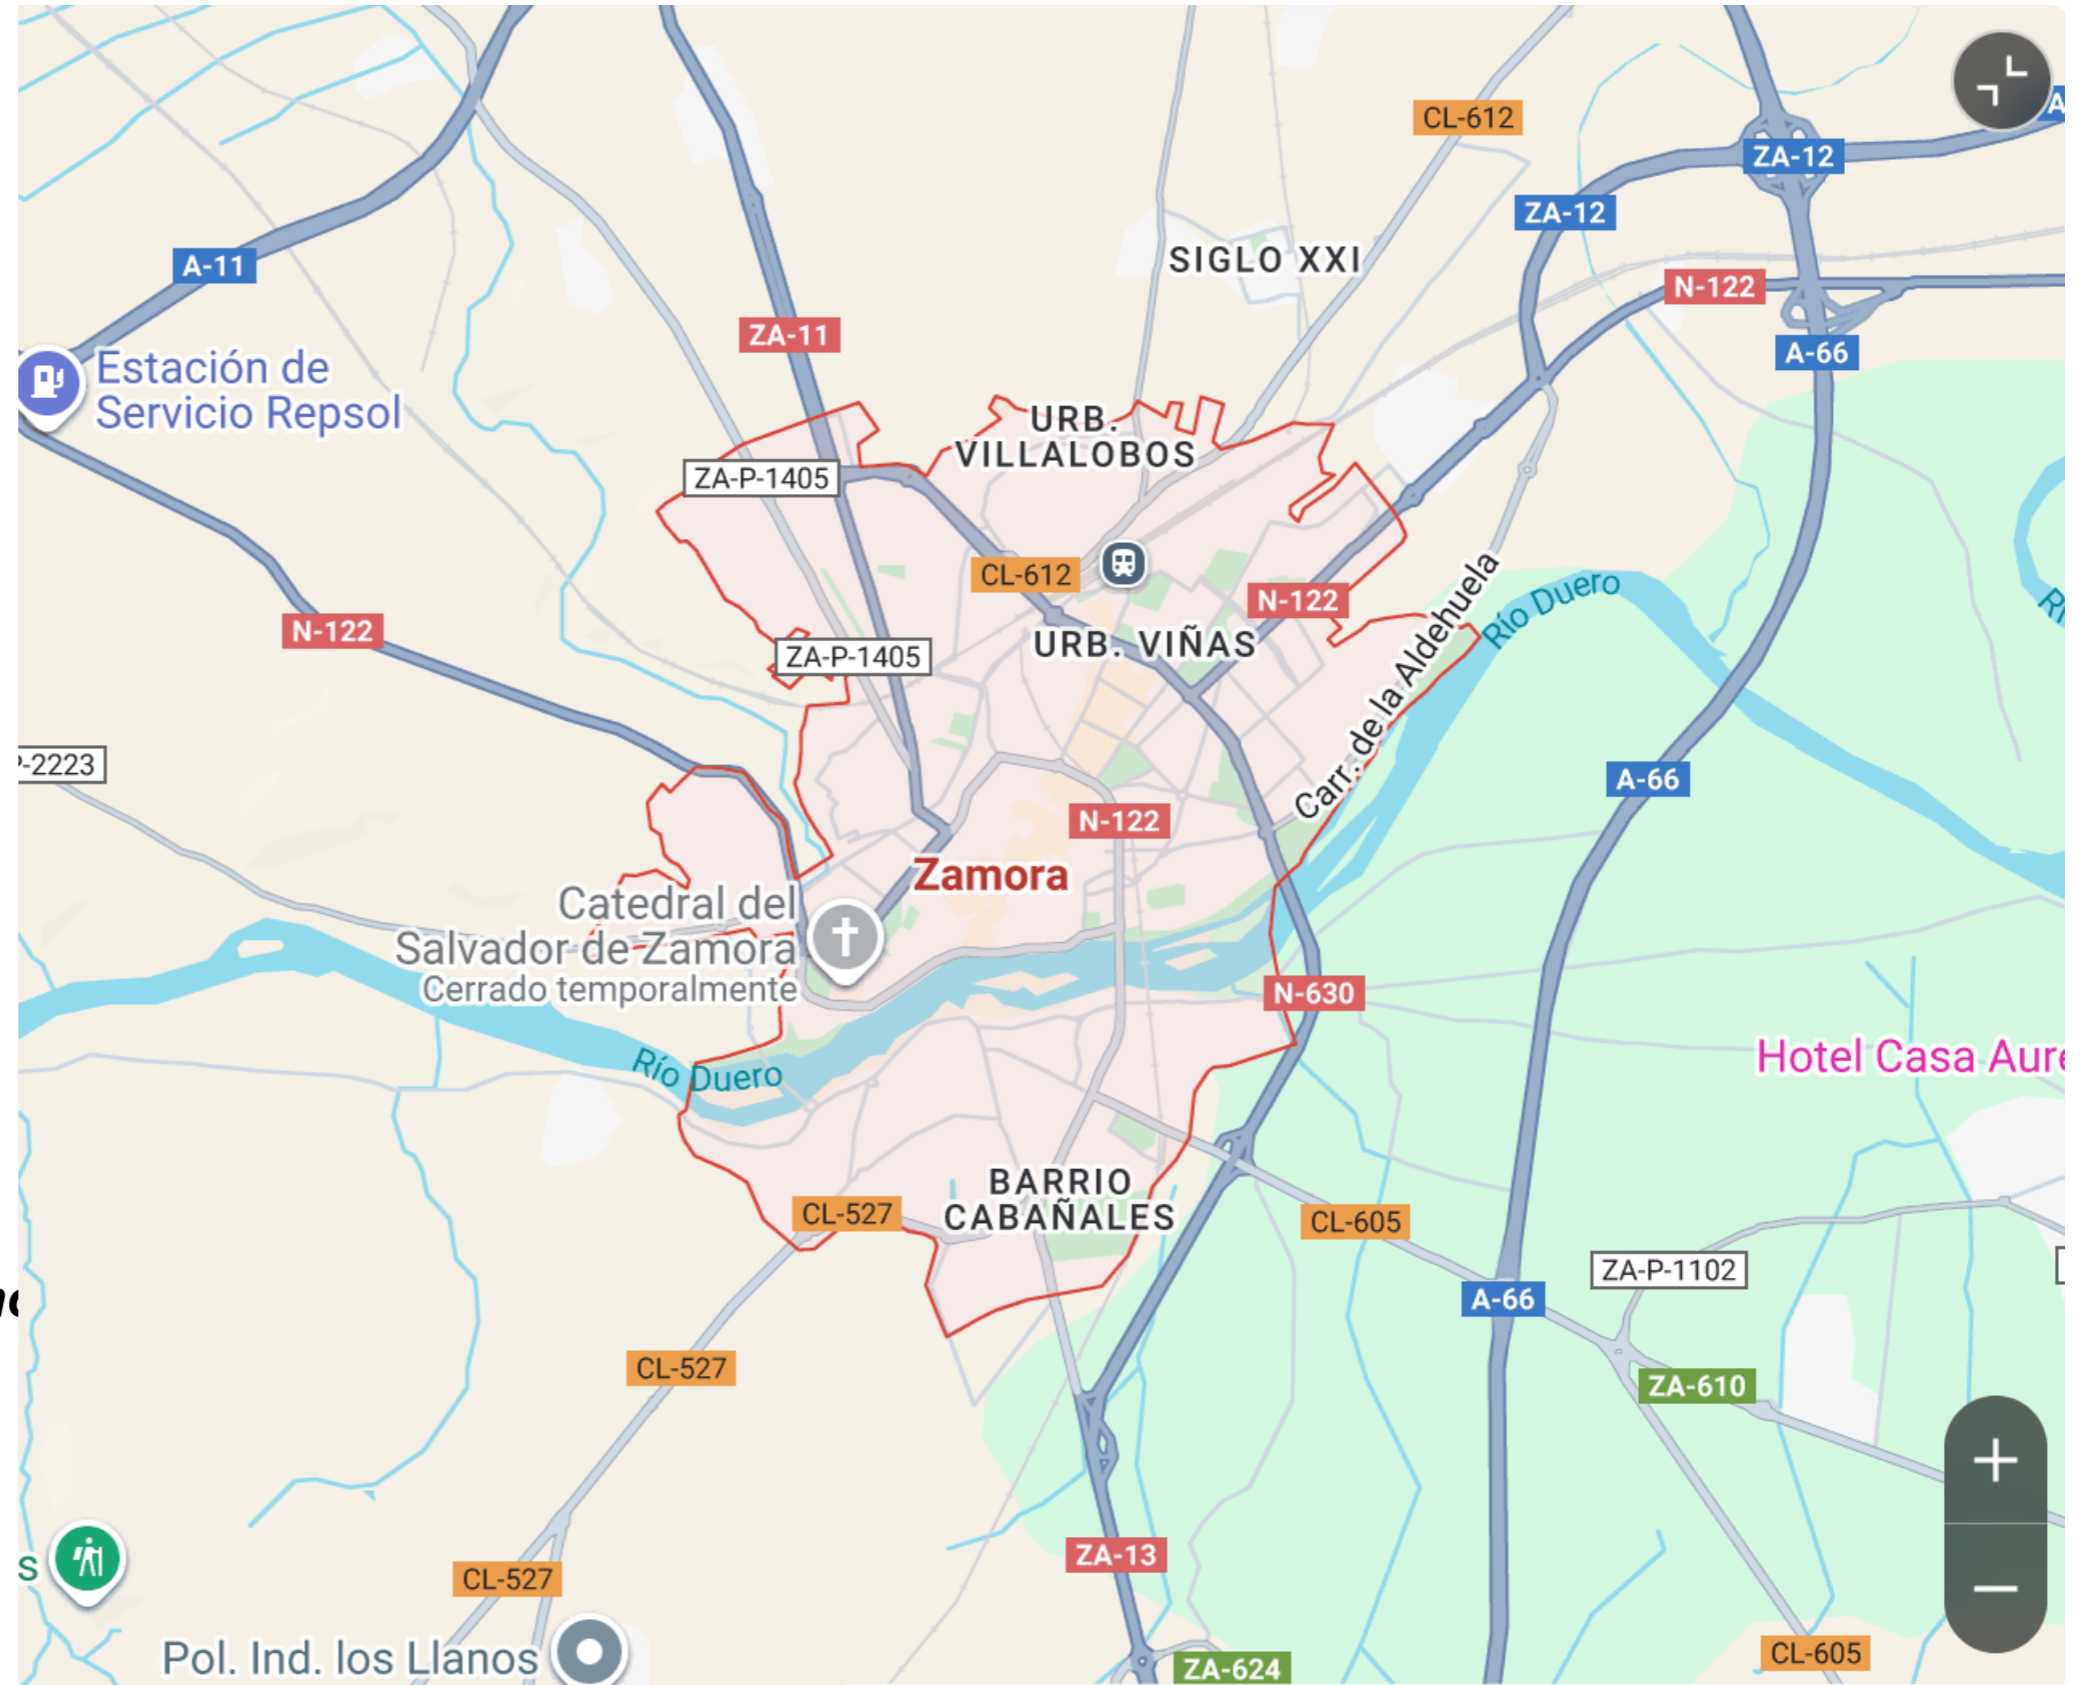 CL-612
ZA-12
ZA-12
SIGLO XXI
A-11
N-122
ZA-11
A-66
Estación de
Servicio Repsol
URB.
VILLALOBOS
ZA-P-1405
CL-612
N-122
Carr. de la Aldehuela
Río Duero
N-122
URB. VIÑAS
ZA-P-1405
P-2223
A-66
N-122
Zamora
Catedral del
Salvador de Zamora
Cerrado temporalmente
N-630
Río Duero
Hotel Casa Aure
BARRIO
CABAÑALES
CL-527
CL-605
ZA-P-1102
A-66
CL-527
ZA-610
ZA-13
s
CL-527
Pol. Ind. los Llanos
ZA-624
CL-605